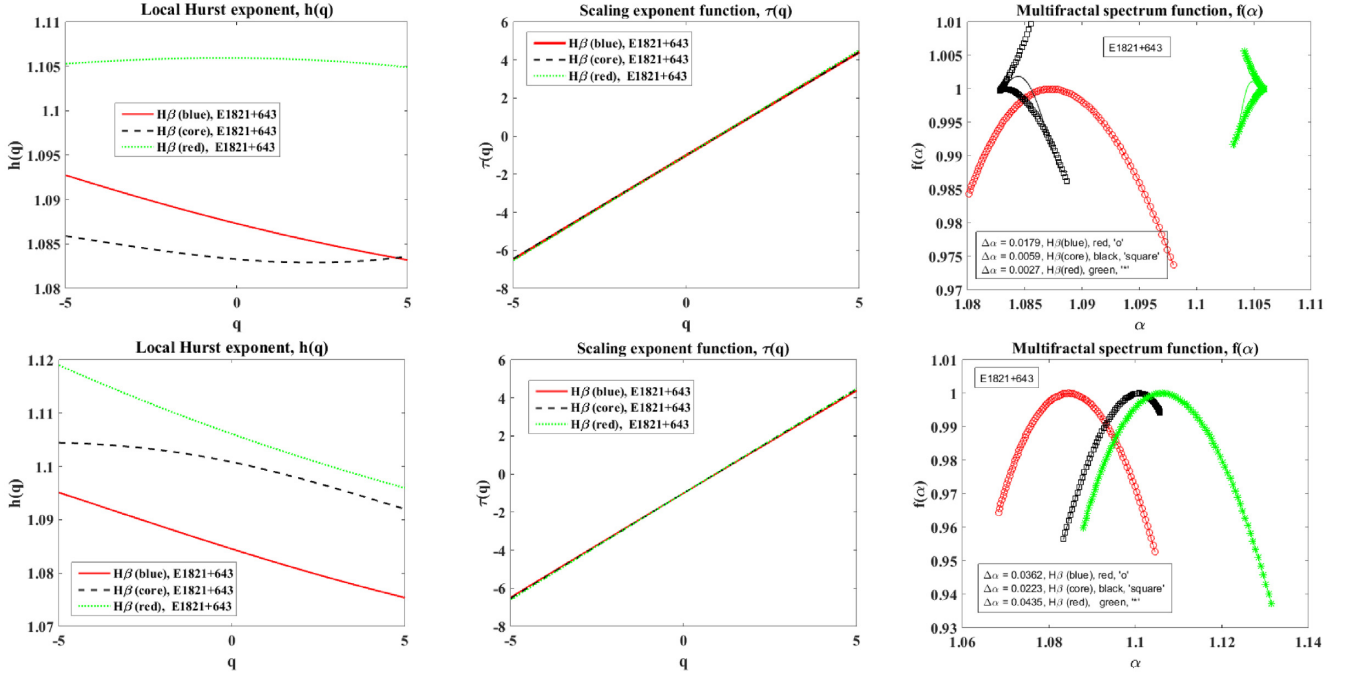 Local Hurst exponent, h(q)
1.11
1.105
1.1
1.095
1.09
1.085
1.08
h(q)
Hβ (blue), E1821+643
Hβ (core), E1821+643
Hβ (red), E1821+643
-5
0
5
q
Scaling exponent function, τ(q)
6
4
2
0
-2
-4
-6
-8
τ(q)
Hβ (blue), E1821+643
Hβ (core), E1821+643
Hβ (red), E1821+643
-5
0
5
q
Multifractal spectrum function, f(α)
1.01
1.005
1
0.995
0.99
0.985
0.98
0.975
0.97
f(α)
E1821+643
Δα = 0.0179, Hβ(blue), red, 'o'
Δα = 0.0059, Hβ(core), black, 'square'
Δα = 0.0027, Hβ(red), green, '*'
1.08
1.085
1.09
1.095
1.1
1.105
1.11
α
Local Hurst exponent, h(q)
1.12
1.11
1.1
1.09
1.08
1.07
h(q)
Hβ (blue), E1821+643
Hβ (core), E1821+643
Hβ (red), E1821+643
-5
0
5
q
Scaling exponent function, τ(q)
6
4
2
0
-2
-4
-6
-8
τ(q)
Hβ (blue), E1821+643
Hβ (core), E1821+643
Hβ (red), E1821+643
-5
0
5
q
Multifractal spectrum function, f(α)
1.01
1
0.99
0.98
0.97
0.96
0.95
0.94
0.93
f(α)
E1821+643
Δα = 0.0362, Hβ (blue), red, 'o'
Δα = 0.0223, Hβ (core), black, 'square'
Δα = 0.0435, Hβ (red), green, '*'
1.06
1.08
1.1
1.12
1.14
α